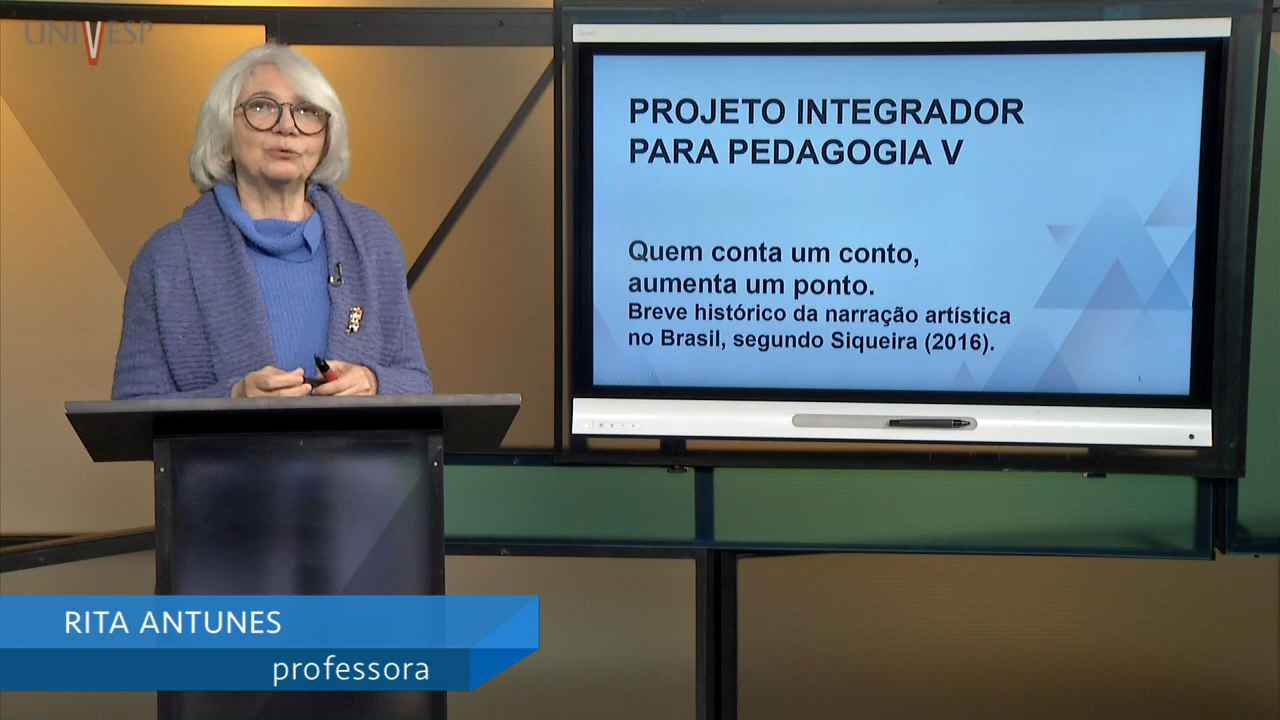 UNIVESP
PROJETO INTEGRADOR
PARA PEDAGOGIA V
Quem conta um conto,
aumenta um ponto.
Breve histórico da narração artística
no Brasil, segundo Siqueira (2016).
1
RITA ANTUNES
professora